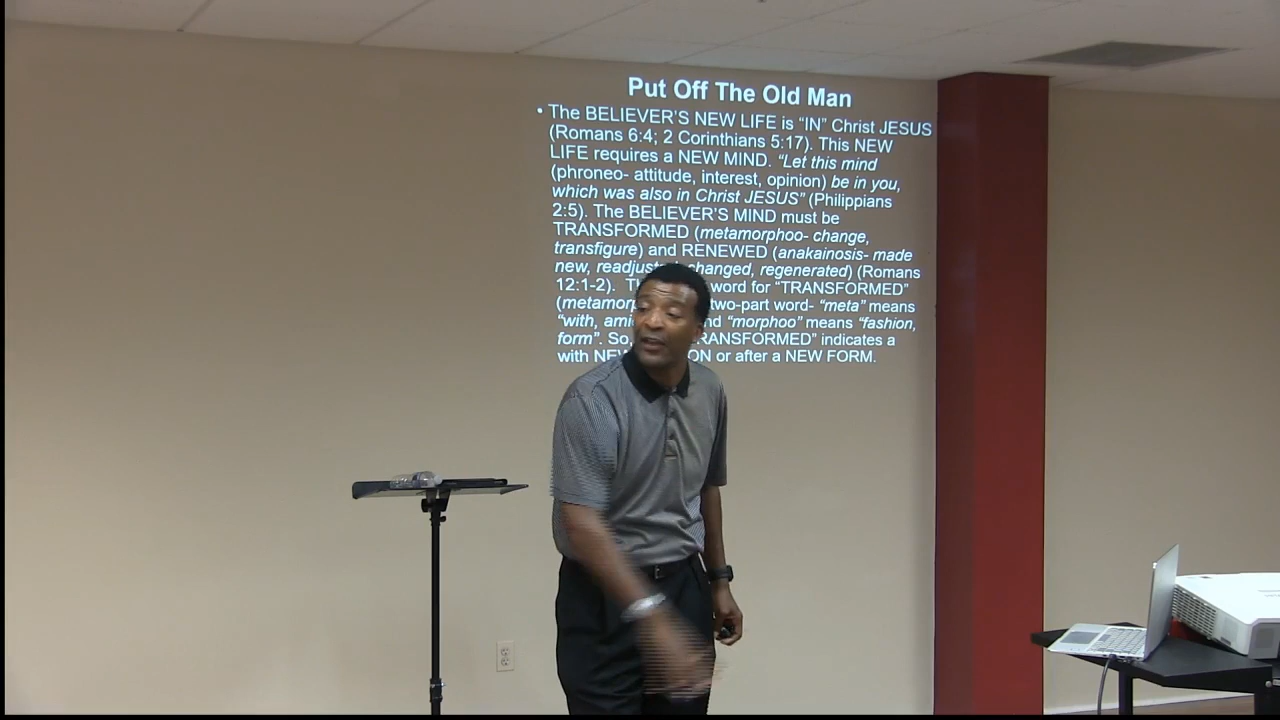 Put Off The Old Man
• The BELIEVER'S NEW LIFE is "IN" Christ JESUS
(Romans 6:4; 2 Corinthians 5:17). This NEW
LIFE requires a NEW MIND. "Let this mind
(phroneo- attitude, interest, opinion) be in you,
which was also in Christ JESUS" (Philippians
2:5). The BELIEVER'S MIND must be
TRANSFORMED (metamorphoo- change,
transfigure) and RENEWED (anakainosis- made
new, changed, regenerated) (Romans
12:1-2). word for "TRANSFORMED"
two-part word- "meta" means
"with, and "morphoo" means "fashion,
form". So, indicates a
with or after a NEW FORM.